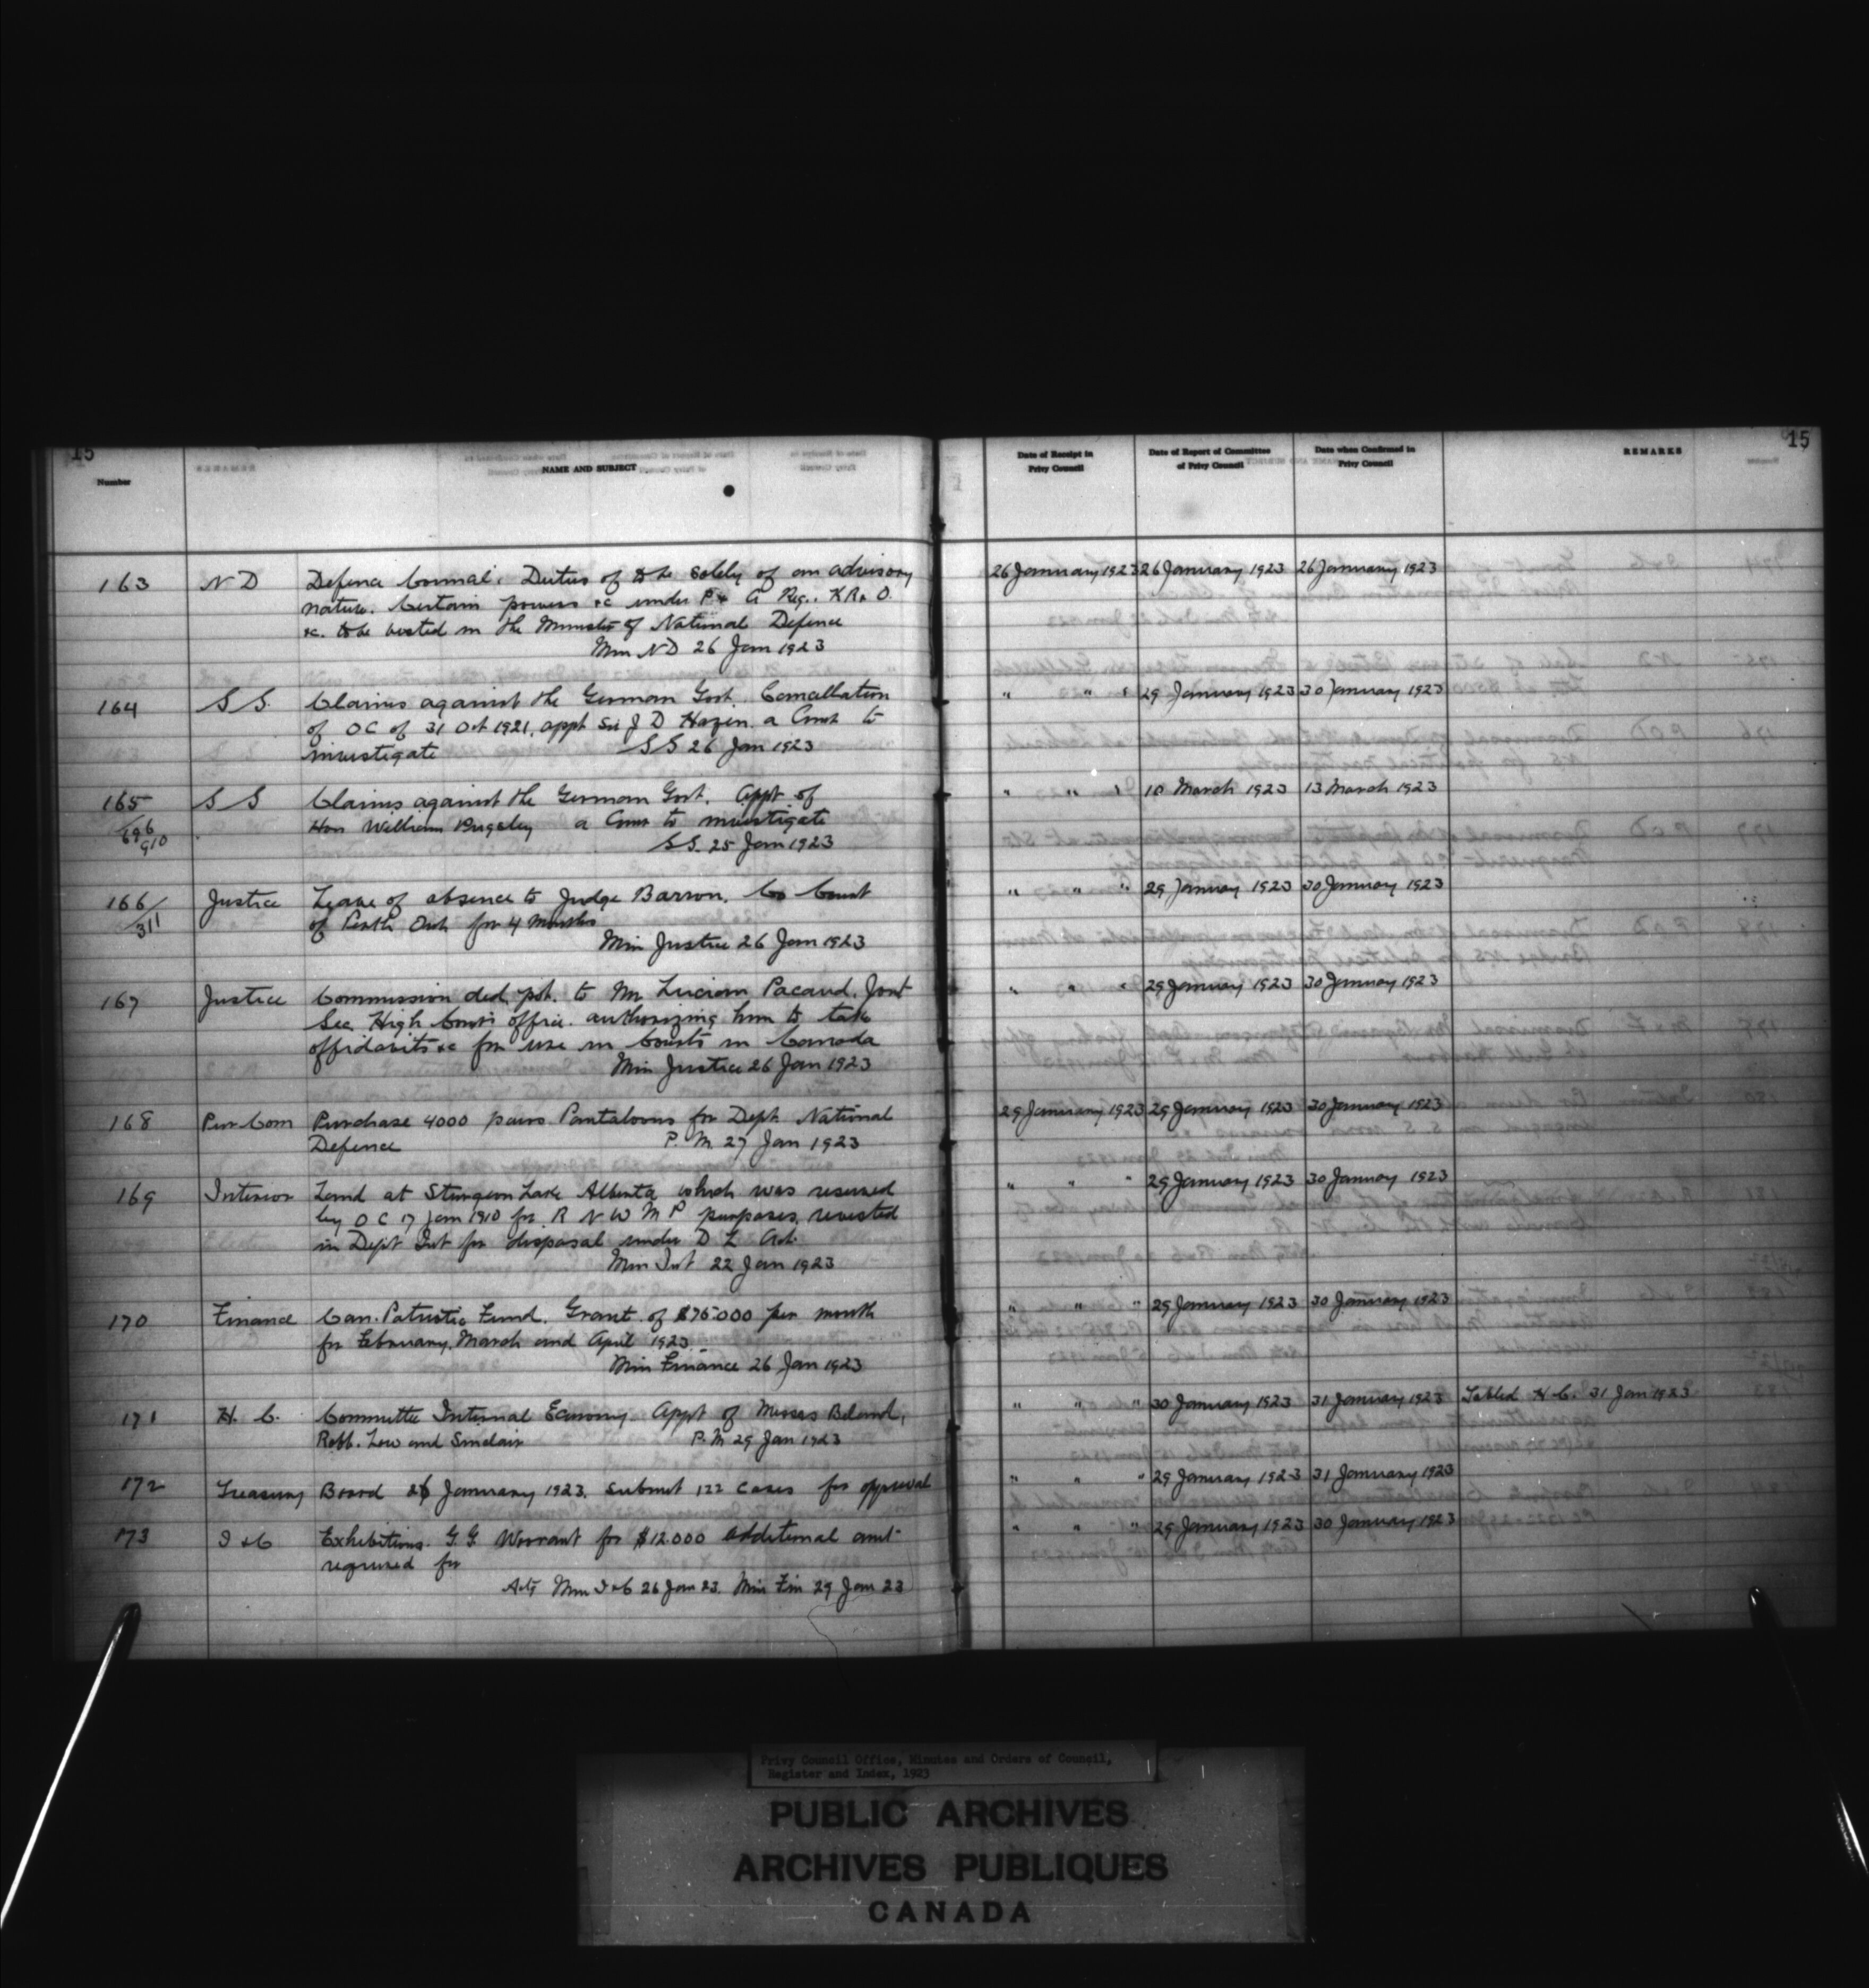 15
Number
NAME AND SUBJECT
Date of Receipt in Privy Council
Date of Report of Committee of Privy Council
Date when Confirmed in Privy Council
REMARKS
15
163 N D Defence Council. Duties of to be solely of an advisory 26 January 1923 26 January 1923 26 January 1923
nature. Certain powers &c under P & A Reg., K R & O.
&c. to be vested in the Minister of National Defence
Min N D 26 Jan 1923
164 S S. Claims against the German Govt. Cancellation " " " 29 January 1923 30 January 1923
of O C of 31 Oct 1921, appt Sir J D Hazen. a Comr to
investigate S S 26 Jan 1923
165 S S Claims against the German Govt. Appt of " " " 10 March 1923 13 March 1923
696 Hon William Pugsley a Comr to investigate
910 S S. 25 Jan 1923
166 Justice Leave of absence to Judge Barron. Co Court " " " 29 January 1923 30 January 1923
311 of Perth Ont for 4 Months
Min Justice 26 Jan 1923
167 Justice Commission ded. pot. to Mr Lucien Pacaud. Joint " " " 29 January 1923 30 January 1923
Sec High Comr's office. authorizing him to take
affidavits &c for use in Courts in Canada
Min Justice 26 Jan 1923
168 Pur Com Purchase 4000 pairs Pantaloons for Dept National 29 January 1923 29 January 1923 30 January 1923
Defence P. M. 27 Jan 1923
169 Interior Land at Sturgeon Lake Alberta which was reserved " " " 29 January 1923 30 January 1923
by O C 17 Jan 1910 for R N W M P purposes, revested
in Dept Int for disposal under D L Act.
Min Int 22 Jan 1923
170 Finance Can. Patriotic Fund. Grant of $75.000 per month " " " 29 January 1923 30 January 1923
for February, March and April 1923.
Min Finance 26 Jan 1923
171 H. C. Committee Internal Economy Appt of Messrs Beland, " " " 30 January 1923 31 January 1923 Tabled H C. 31 Jan 1923
Robb. Low and Sinclair P. M 29 Jan 1923
172 Treasury Board 26 January 1923. Submit 122 cases for approval " " " 29 January 1923 31 January 1923
173 I & C Exhibitions. G. G Warrant for $12.000 additional amt " " " 29 January 1923 30 January 1923
required for
Actg Min I & C 26 Jan 23. Min Fin 29 Jan 23
Privy Council Office, Minutes and Orders of Council,
Register and Index, 1923
PUBLIC ARCHIVES
ARCHIVES PUBLIQUES
CANADA